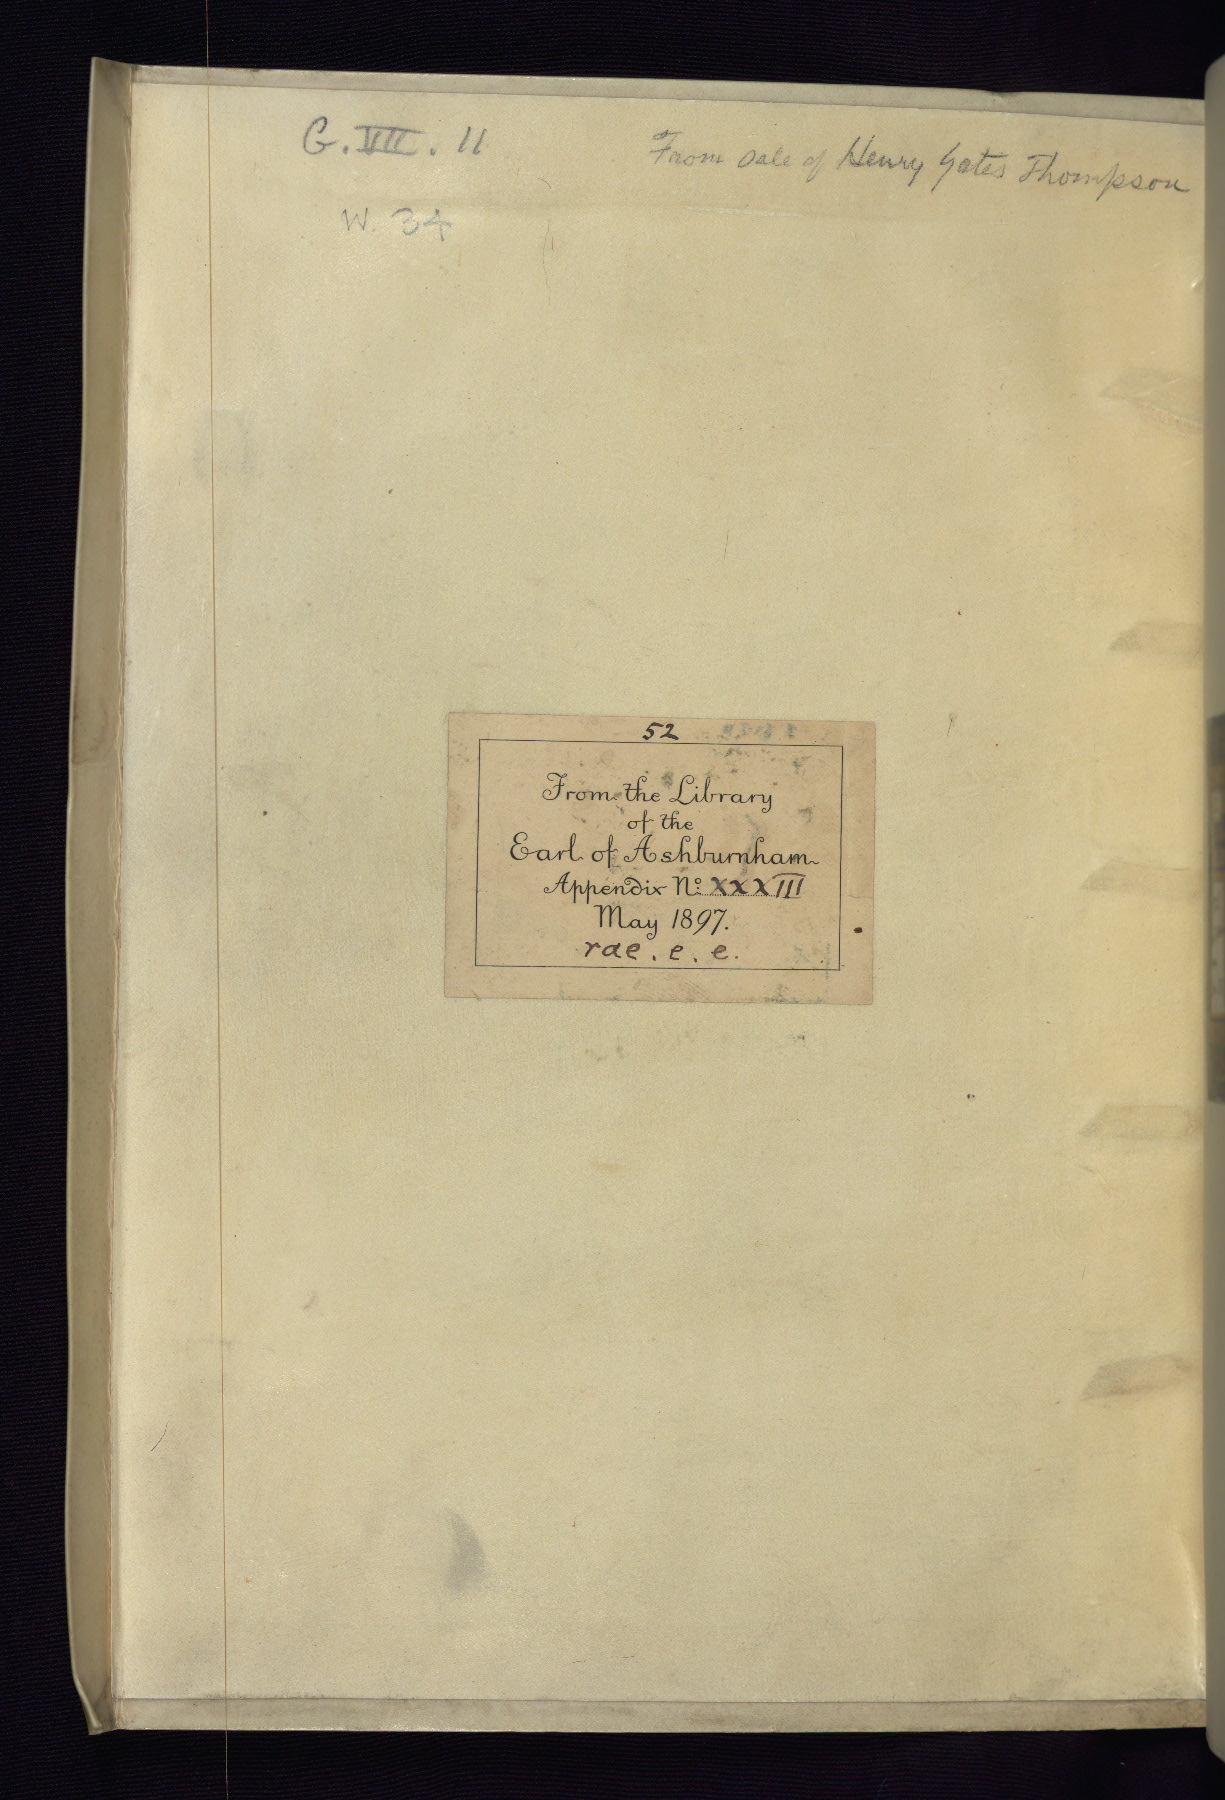 G. VII. 11
From sale of Henry Yates Thompson
W. 34
52
From the Library
of the
Earl of Ashburnham
Appendix No: XXXIII
May 1897.
rae. e. e.